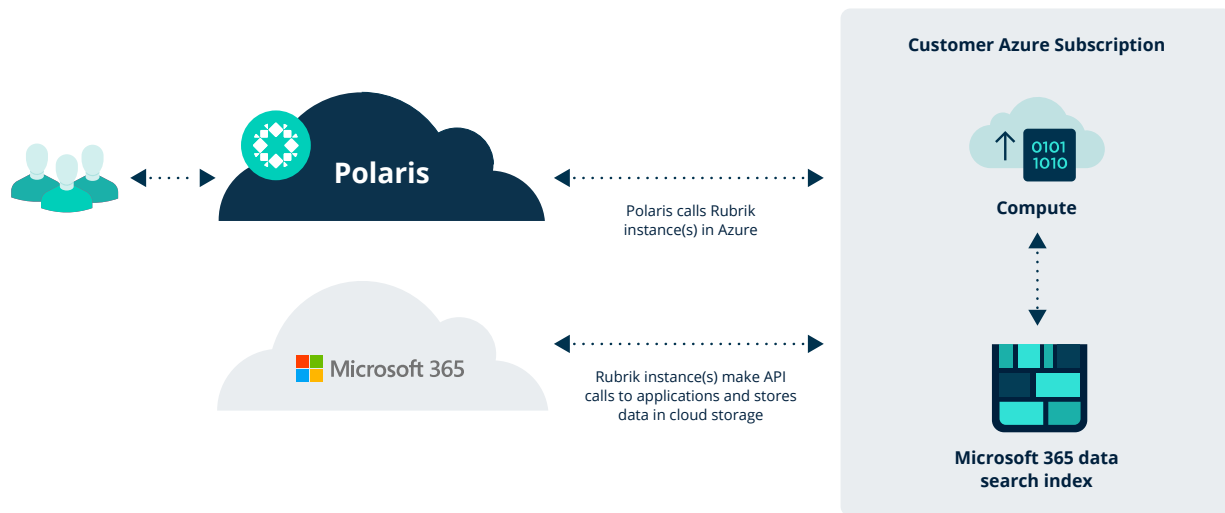 Customer Azure Subscription
Polaris
0101
1010
Compute
Polaris calls Rubrik
instance(s) in Azure
Microsoft 365
Rubrik instance(s) make API
calls to applications and stores
data in cloud storage
Microsoft 365 data
search index